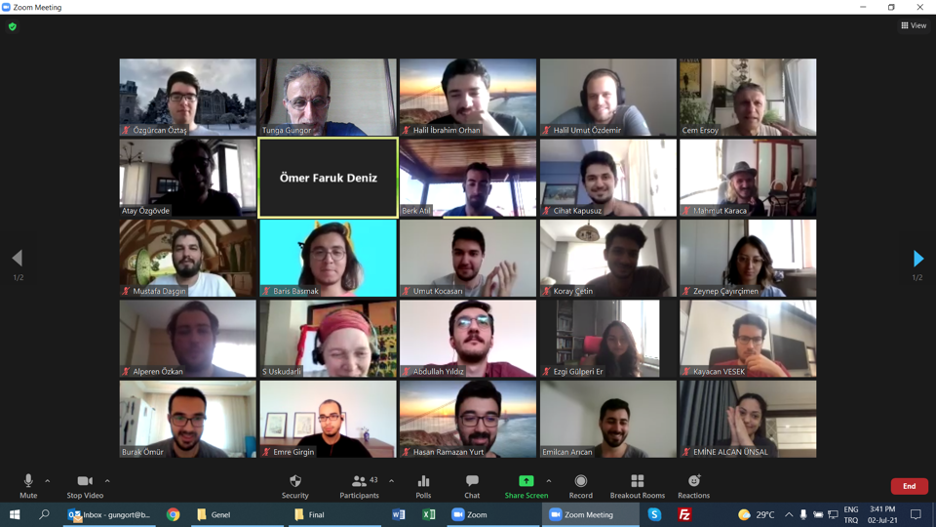 Zoom Meeting
View
Özgürcan Öztaş
Tunga Gungor
Halil İbrahim Orhan
Halil Umut Özdemir
Cem Ersoy
Atay Özgövde
Ömer Faruk Deniz
Berk Atıl
Cihat Kapusuz
Mahmut Karaca
Mustafa Daşgın
Baris Basmak
Umut Kocasarı
Koray Çetin
Zeynep Çayırçimen
1/2
1/2
Alperen Özkan
S Uskudarli
Abdullah Yıldız
Ezgi Gülperi Er
Kayacan VESEK
Burak Ömür
Emre Girgin
Hasan Ramazan Yurt
Emilcan Arıcan
EMİNE ALCAN ÜNSAL
Mute
Stop Video
Security
Participants
43
Polls
Chat
Share Screen
Record
Breakout Rooms
Reactions
End
Inbox - gungort@b...
Genel
Final
Zoom
Zoom Meeting
29°C
ENG
TRQ
3:41 PM
02-Jul-21